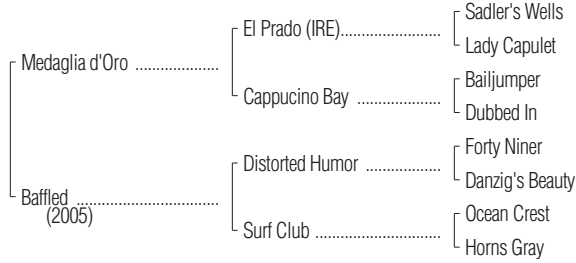 Sadler's Wells
El Prado (IRE)........................
Lady Capulet
Medaglia d'Oro ....................
Bailjumper
Cappucino Bay ....................
Dubbed In
Forty Niner
Distorted Humor ..................
Danzig's Beauty
Baffled ..................................
(2005)
Ocean Crest
Surf Club ..............................
Horns Gray